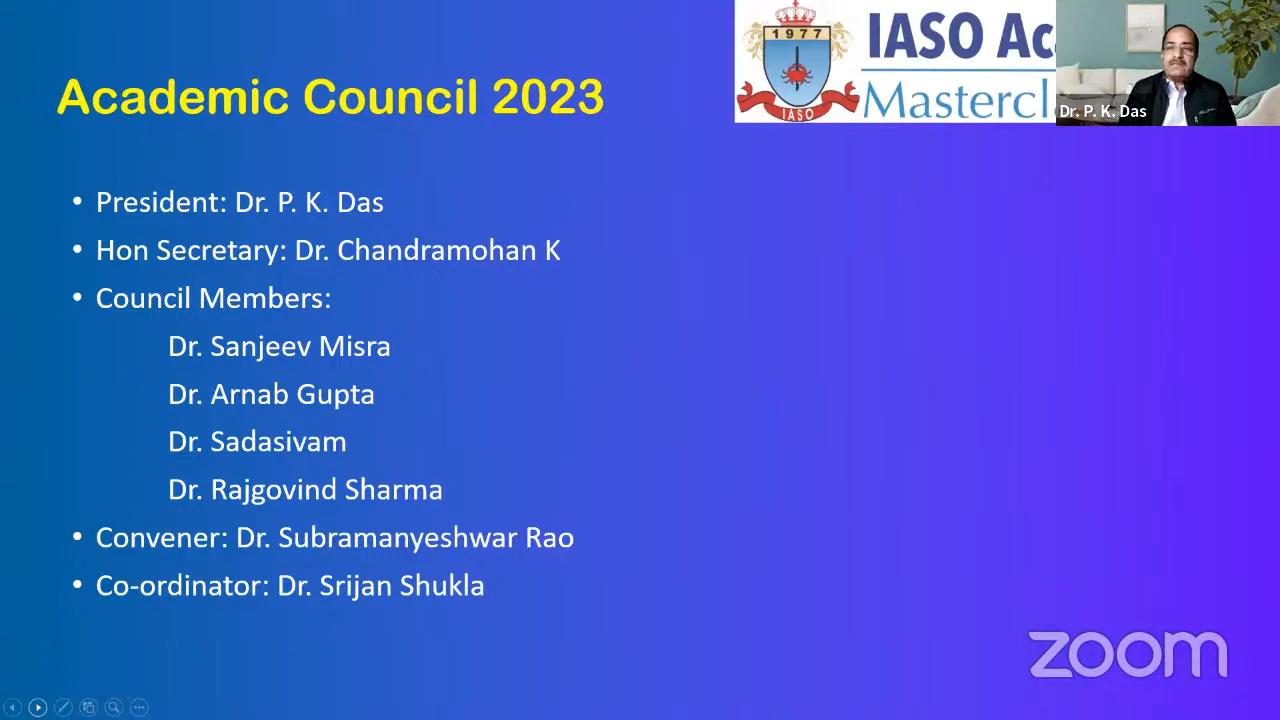 1977
IASO
IASO Ac
Mastercl
Dr. P. K. Das
Academic Council 2023
• President: Dr. P. K. Das
• Hon Secretary: Dr. Chandramohan K
• Council Members:
Dr. Sanjeev Misra
Dr. Arnab Gupta
Dr. Sadasivam
Dr. Rajgovind Sharma
• Convener: Dr. Subramanyeshwar Rao
• Co-ordinator: Dr. Srijan Shukla
zoom